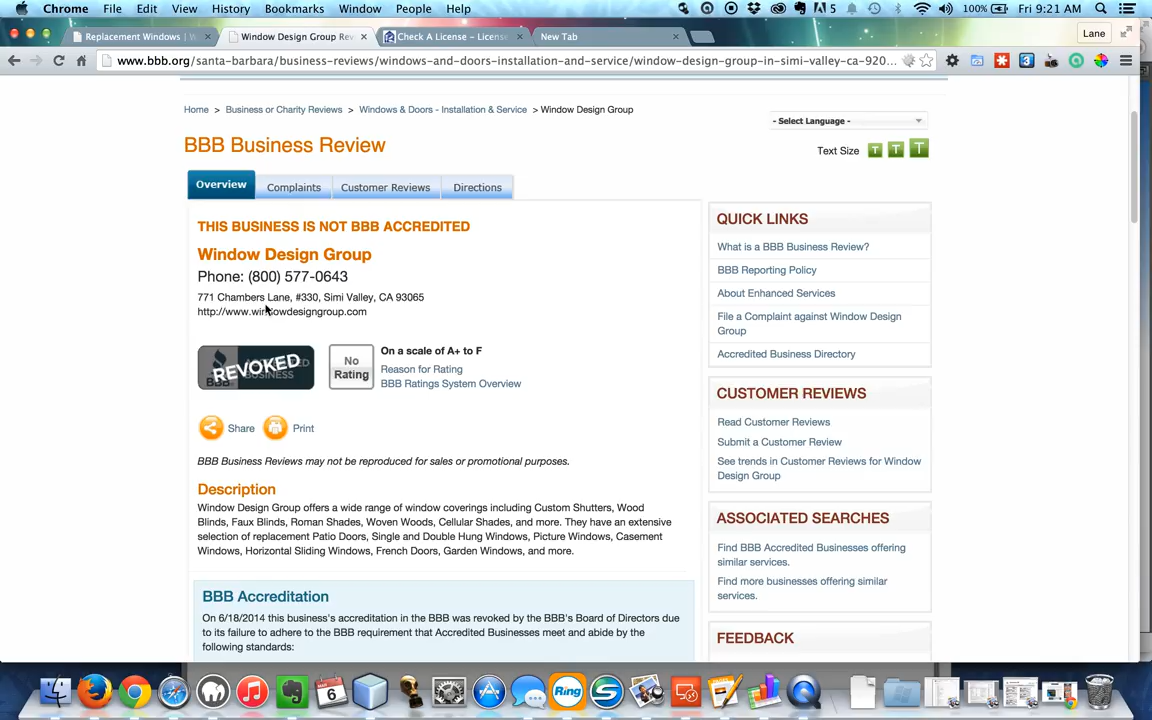 Chrome File Edit View History Bookmarks Window People Help
5 100% Fri 9:21 AM
Replacement Windows | W
Window Design Group Rev
Check A License - License
New Tab
Lane
www.bbb.org/santa-barbara/business-reviews/windows-and-doors-installation-and-service/window-design-group-in-simi-valley-ca-920...
Home > Business or Charity Reviews > Windows & Doors - Installation & Service > Window Design Group
- Select Language -
BBB Business Review
Text Size T T T
Overview Complaints Customer Reviews Directions
THIS BUSINESS IS NOT BBB ACCREDITED
Window Design Group
Phone: (800) 577-0643
771 Chambers Lane, #330, Simi Valley, CA 93065
http://www.windowdesigngroup.com
REVOKED
BBB
No
Rating
On a scale of A+ to F
Reason for Rating
BBB Ratings System Overview
Share Print
BBB Business Reviews may not be reproduced for sales or promotional purposes.
Description
Window Design Group offers a wide range of window coverings including Custom Shutters, Wood
Blinds, Faux Blinds, Roman Shades, Woven Woods, Cellular Shades, and more. They have an extensive
selection of replacement Patio Doors, Single and Double Hung Windows, Picture Windows, Casement
Windows, Horizontal Sliding Windows, French Doors, Garden Windows, and more.
BBB Accreditation
On 6/18/2014 this business's accreditation in the BBB was revoked by the BBB's Board of Directors due
to its failure to adhere to the BBB requirement that Accredited Businesses meet and abide by the
following standards:
QUICK LINKS
What is a BBB Business Review?
BBB Reporting Policy
About Enhanced Services
File a Complaint against Window Design
Group
Accredited Business Directory
CUSTOMER REVIEWS
Read Customer Reviews
Submit a Customer Review
See trends in Customer Reviews for Window
Design Group
ASSOCIATED SEARCHES
Find BBB Accredited Businesses offering
similar services.
Find more businesses offering similar
services.
FEEDBACK
6
Ring